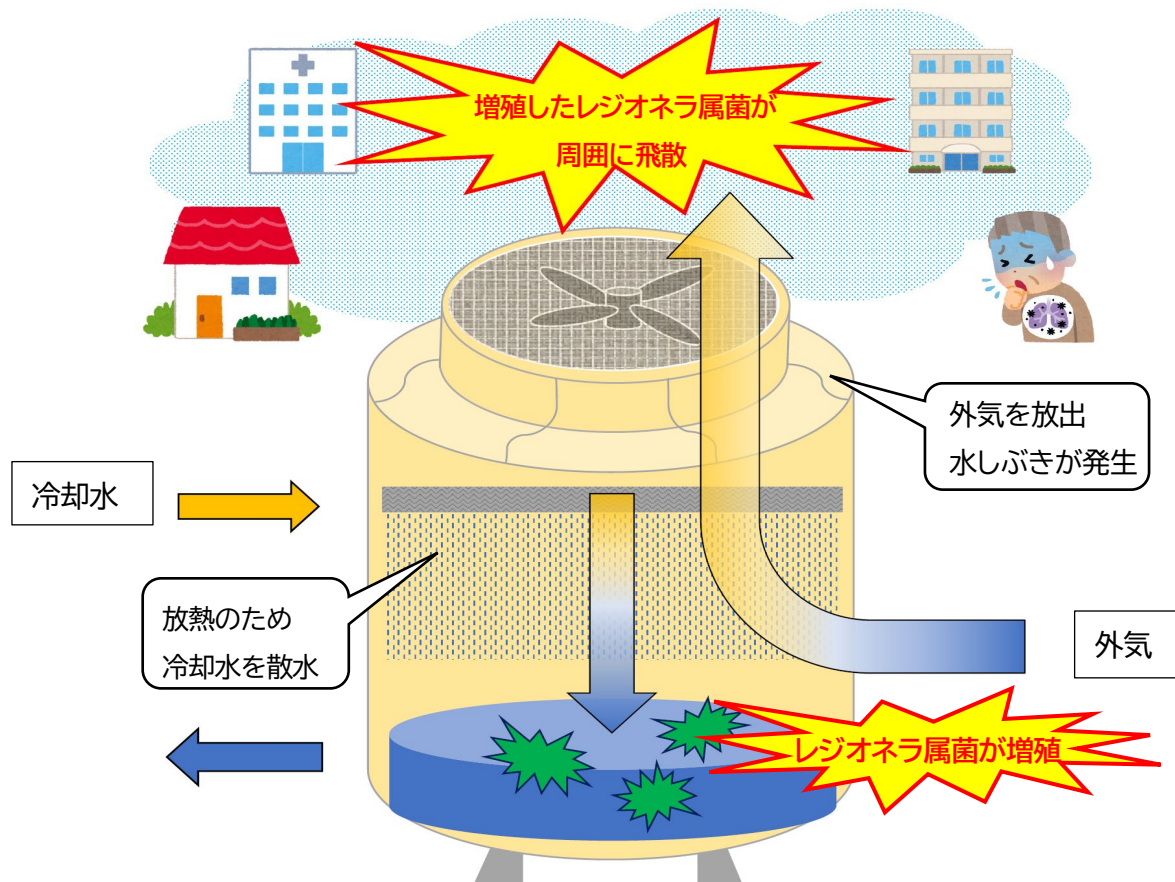 増殖したレジオネラ属菌が
周囲に飛散
外気を放出
水しぶきが発生
冷却水
放熱のため
冷却水を散水
外気
レジオネラ属菌が増殖